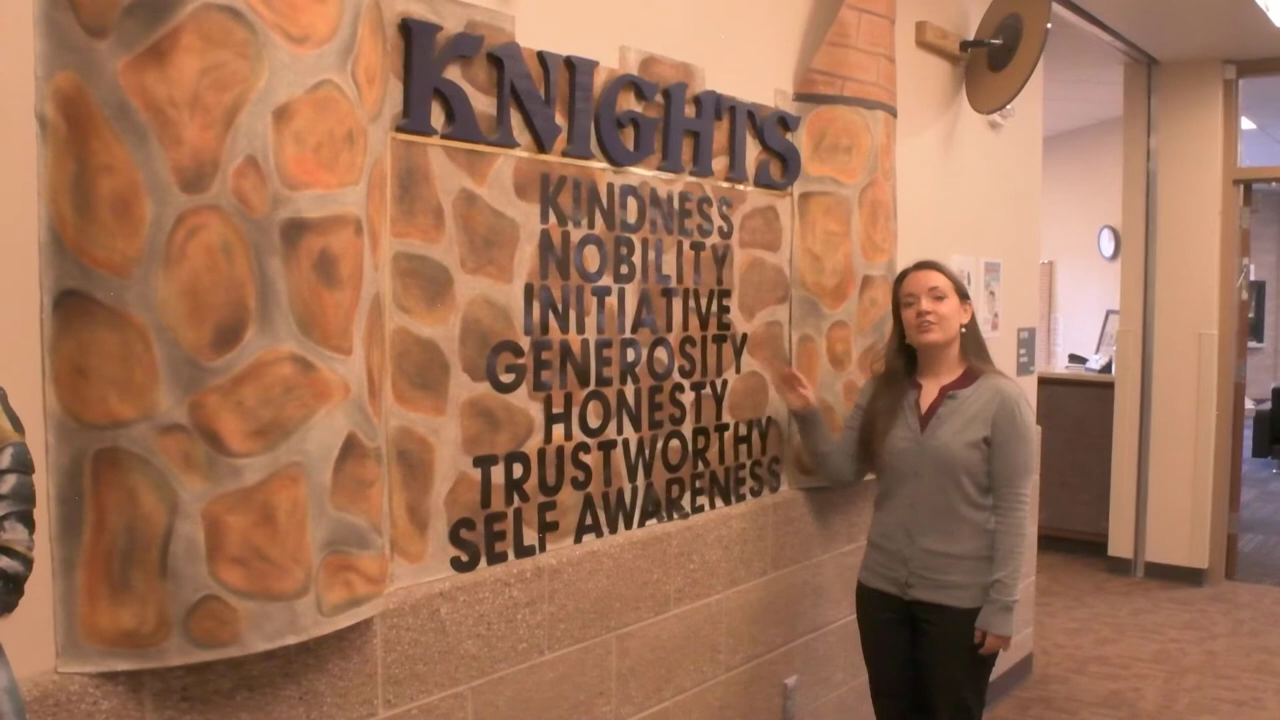 KNIGHTS
KINDNESS
NOBILITY
INITIATIVE
GENEROSITY
HONESTY
TRUSTWORTHY
SELF AWARENESS